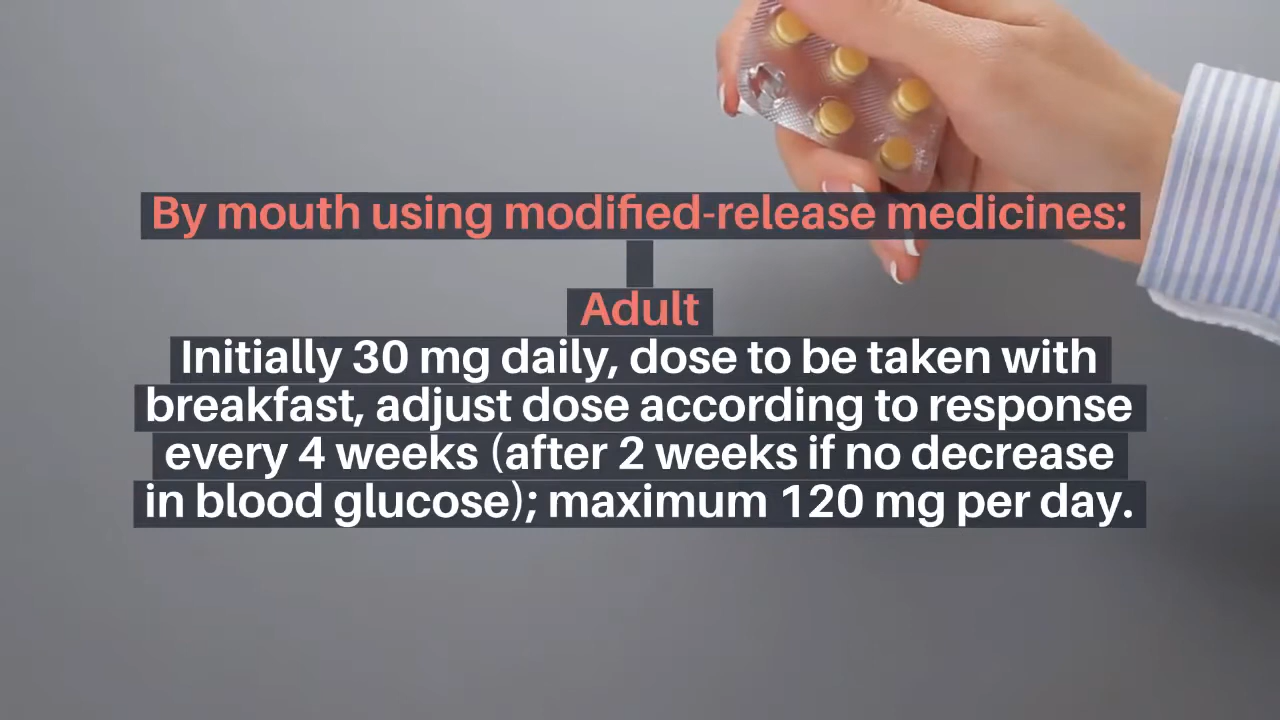 By mouth using modified-release medicines:
Adult
Initially 30 mg daily, dose to be taken with
breakfast, adjust dose according to response
every 4 weeks (after 2 weeks if no decrease
in blood glucose); maximum 120 mg per day.